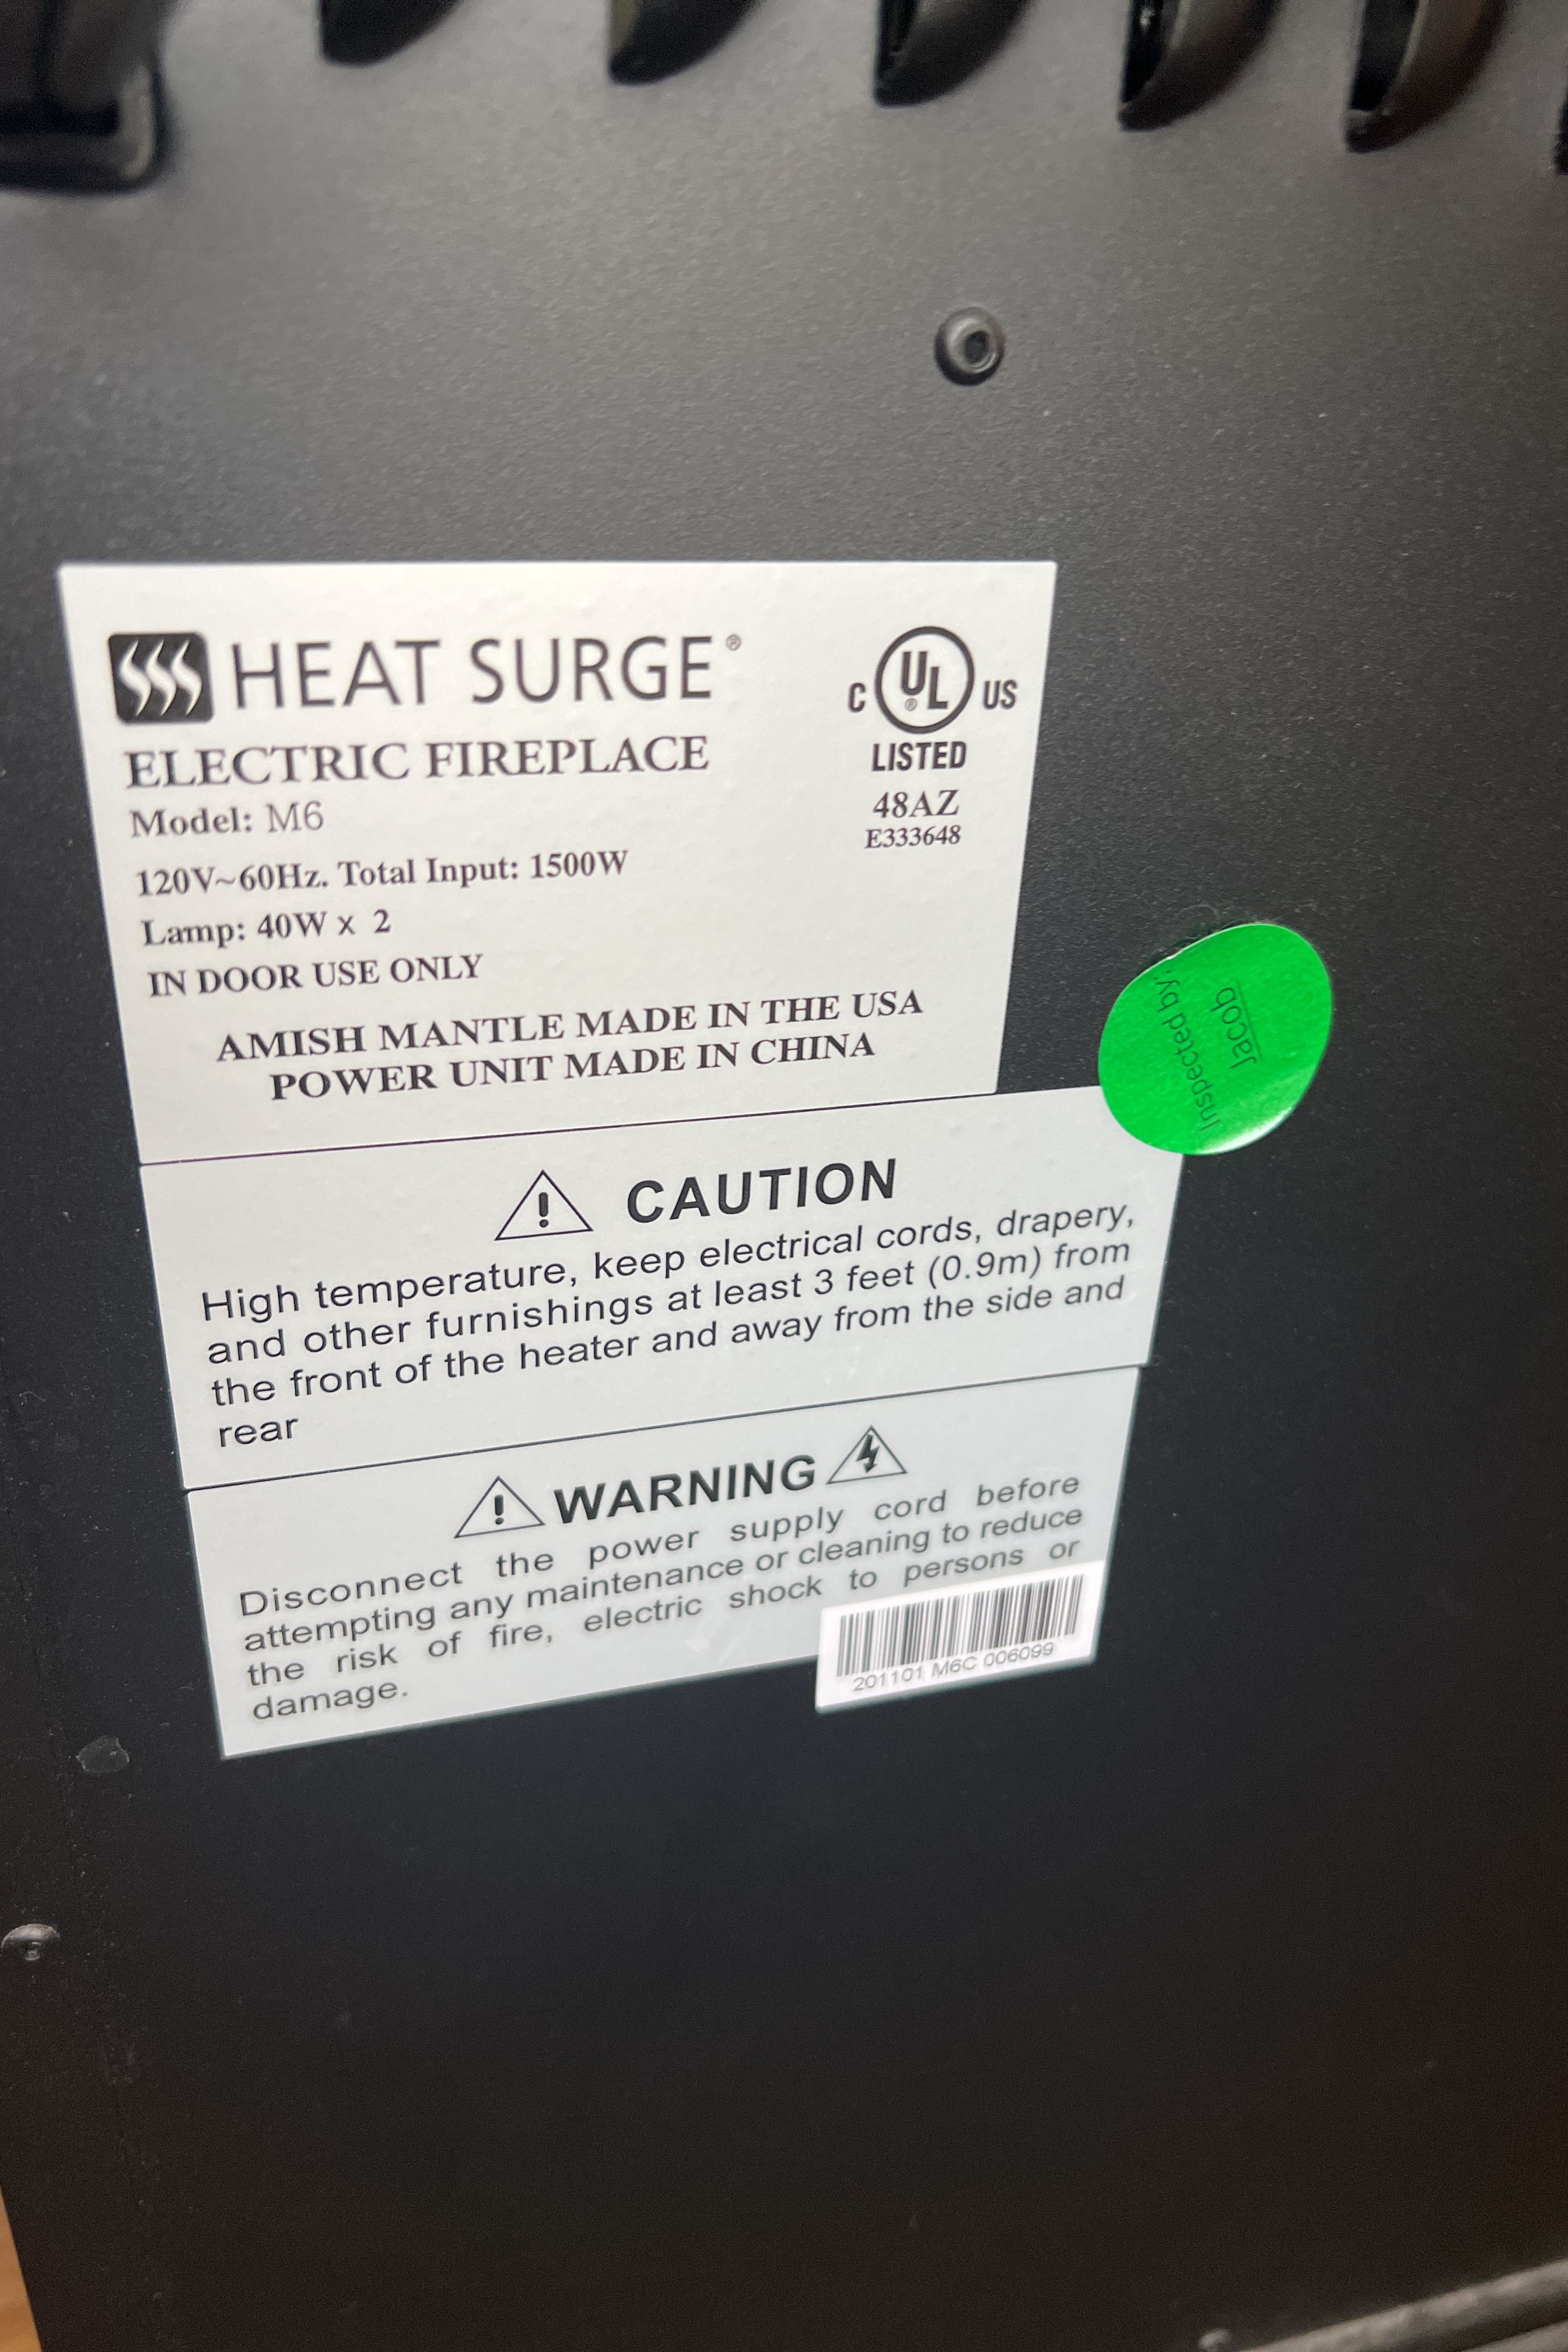 HEAT SURGE®
ELECTRIC FIREPLACE
Model: M6
120V~60Hz. Total Input: 1500W
Lamp: 40W x 2
IN DOOR USE ONLY
C UL® US
LISTED
48AZ
E333648
AMISH MANTLE MADE IN THE USA
POWER UNIT MADE IN CHINA
Inspected by:
Jacob
CAUTION
High temperature, keep electrical cords, drapery,
and other furnishings at least 3 feet (0.9m) from
the front of the heater and away from the side and
rear
WARNING
Disconnect the power supply cord before
attempting any maintenance or cleaning to reduce
the risk of fire, electric shock to persons or
damage.
201101 M6C 006099